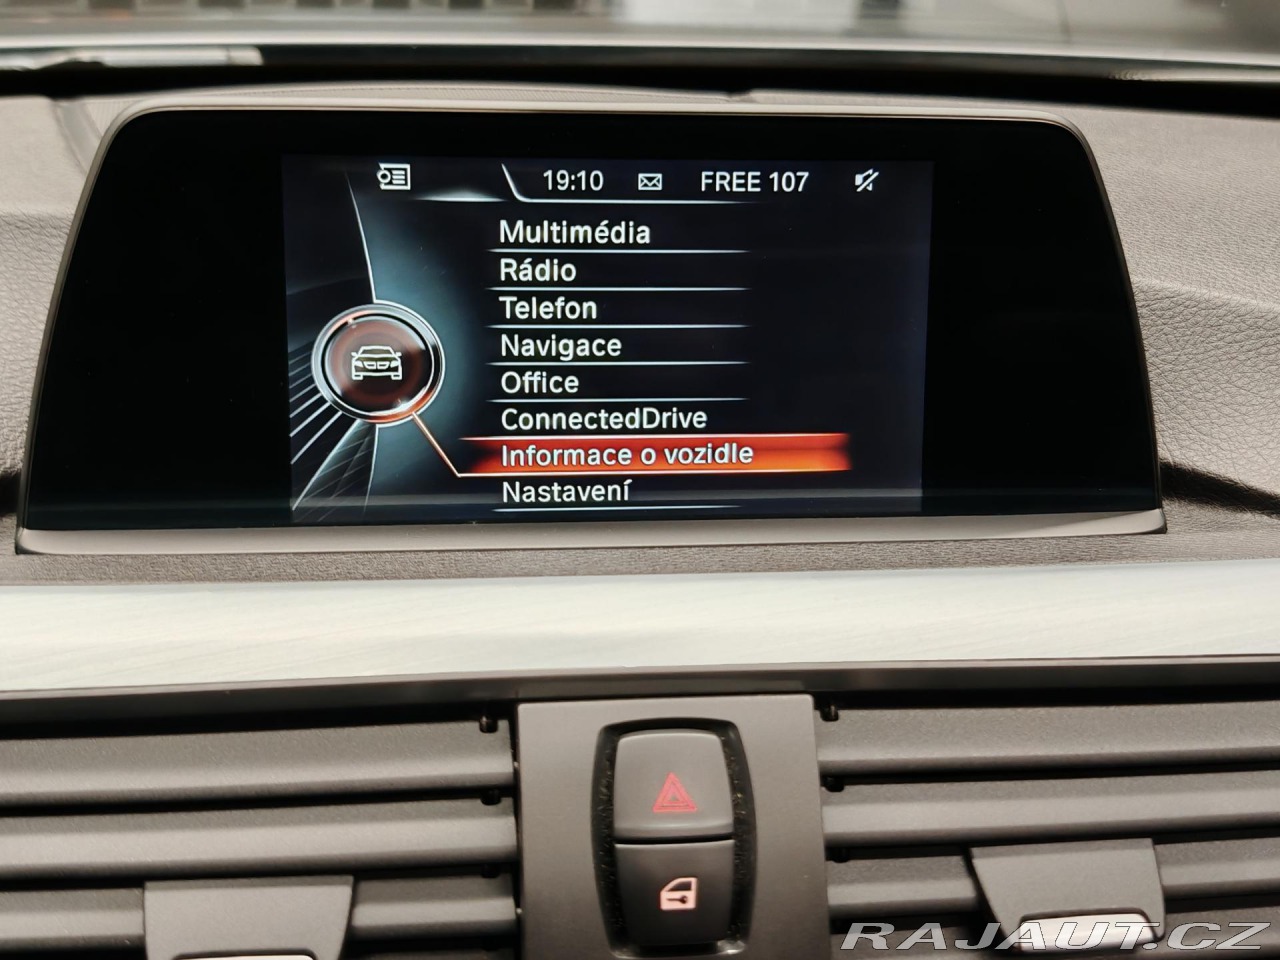 19:10 FREE 107
Multimédia
Rádio
Telefon
Navigace
Office
ConnectedDrive
Informace o vozidle
Nastavení
RAJAUT.CZ